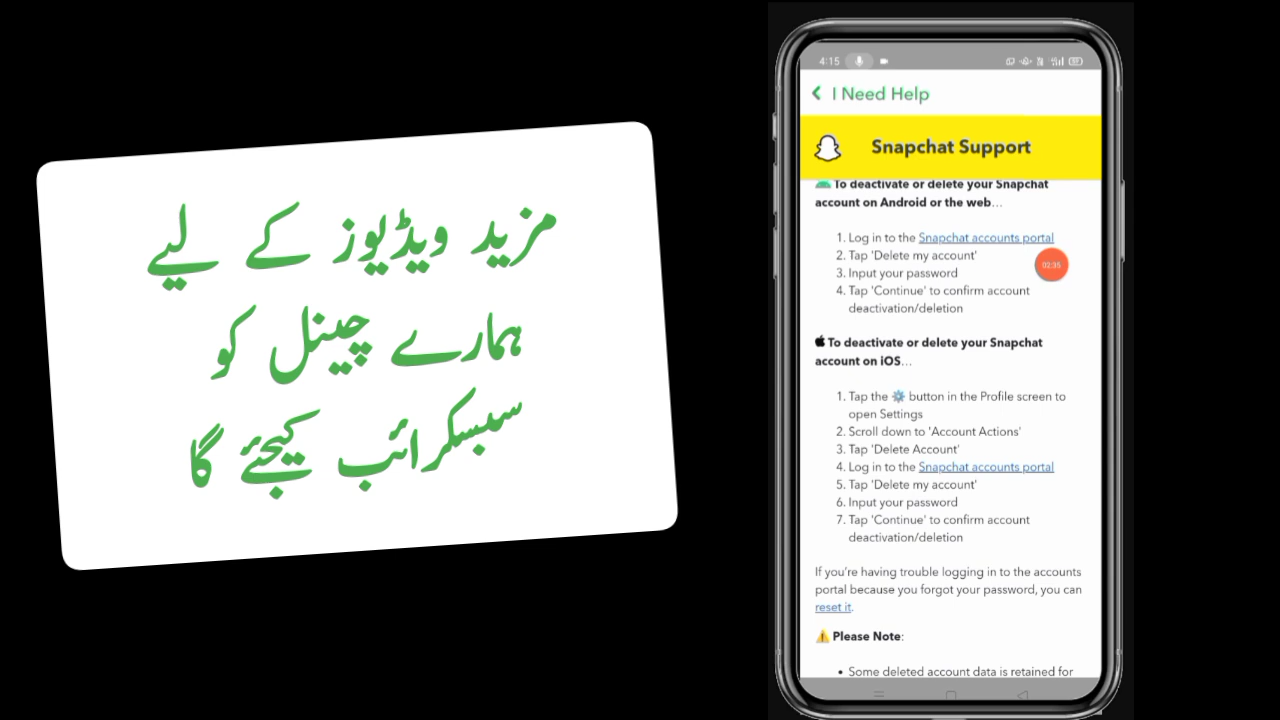 مزید ویڈیوز کے لیے
ہمارے چینل کو
سبسکرائب کیجئے گا
4:15
I Need Help
Snapchat Support
To deactivate or delete your Snapchat
account on Android or the web…
1. Log in to the Snapchat accounts portal
2. Tap 'Delete my account'
02:35
3. Input your password
4. Tap 'Continue' to confirm account
deactivation/deletion
To deactivate or delete your Snapchat
account on iOS…
1. Tap the ⚙️ button in the Profile screen to
open Settings
2. Scroll down to 'Account Actions'
3. Tap 'Delete Account'
4. Log in to the Snapchat accounts portal
5. Tap 'Delete my account'
6. Input your password
7. Tap 'Continue' to confirm account
deactivation/deletion
If you're having trouble logging in to the accounts
portal because you forgot your password, you can
reset it.
⚠️ Please Note:
• Some deleted account data is retained for